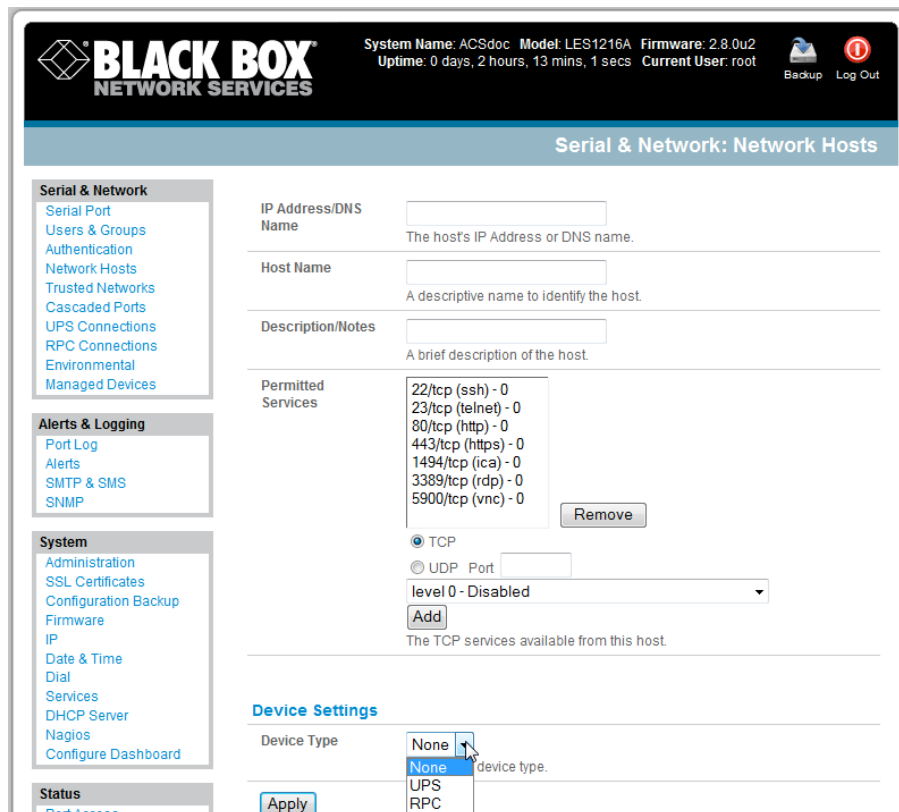 BLACK BOX®
NETWORK SERVICES
System Name: ACSdoc Model: LES1216A Firmware: 2.8.0u2
Uptime: 0 days, 2 hours, 13 mins, 1 secs Current User: root
Backup Log Out
Serial & Network: Network Hosts
Serial & Network
Serial Port
Users & Groups
Authentication
Network Hosts
Trusted Networks
Cascaded Ports
UPS Connections
RPC Connections
Environmental
Managed Devices
Alerts & Logging
Port Log
Alerts
SMTP & SMS
SNMP
System
Administration
SSL Certificates
Configuration Backup
Firmware
IP
Date & Time
Dial
Services
DHCP Server
Nagios
Configure Dashboard
Status
IP Address/DNS
Name
The host's IP Address or DNS name.
Host Name
A descriptive name to identify the host.
Description/Notes
A brief description of the host.
Permitted
Services
22/tcp (ssh) - 0
23/tcp (telnet) - 0
80/tcp (http) - 0
443/tcp (https) - 0
1494/tcp (ica) - 0
3389/tcp (rdp) - 0
5900/tcp (vnc) - 0
Remove
TCP
UDP Port
level 0 - Disabled
Add
The TCP services available from this host.
Device Settings
Device Type
None
None
device type.
UPS
RPC
Apply